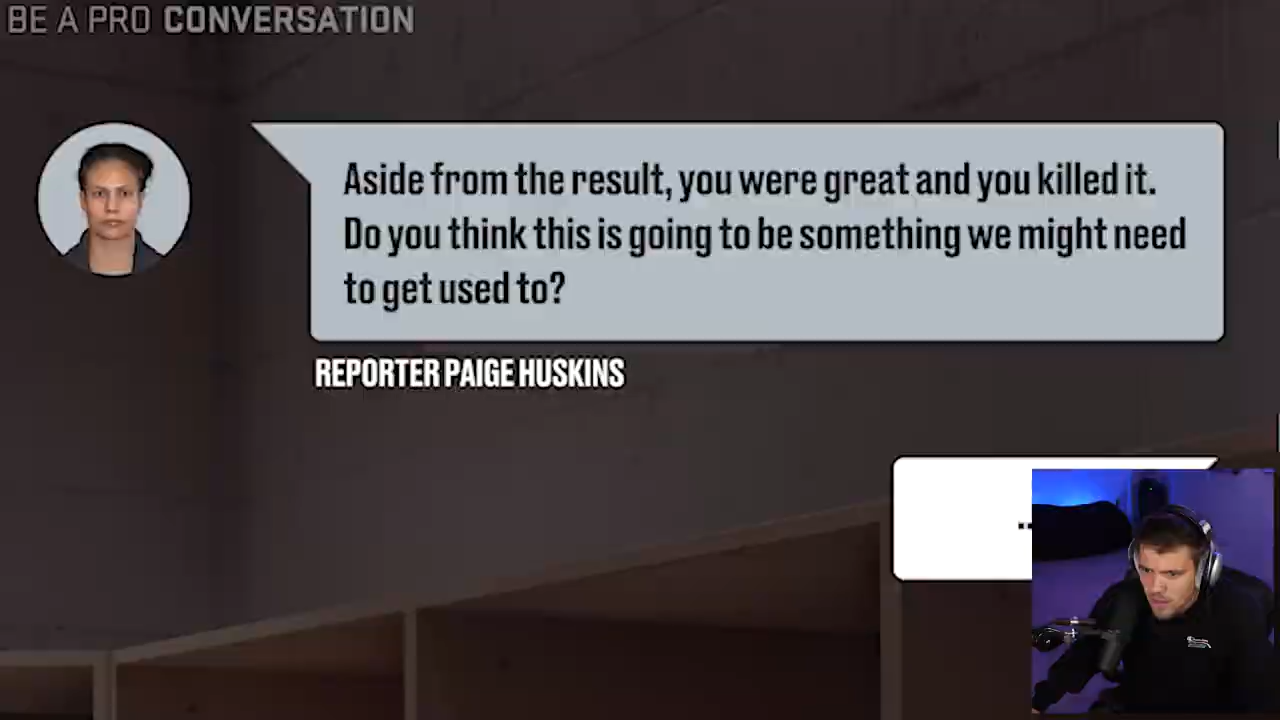 BE A PRO CONVERSATION
Aside from the result, you were great and you killed it.
Do you think this is going to be something we might need
to get used to?
REPORTER PAIGE HUSKINS